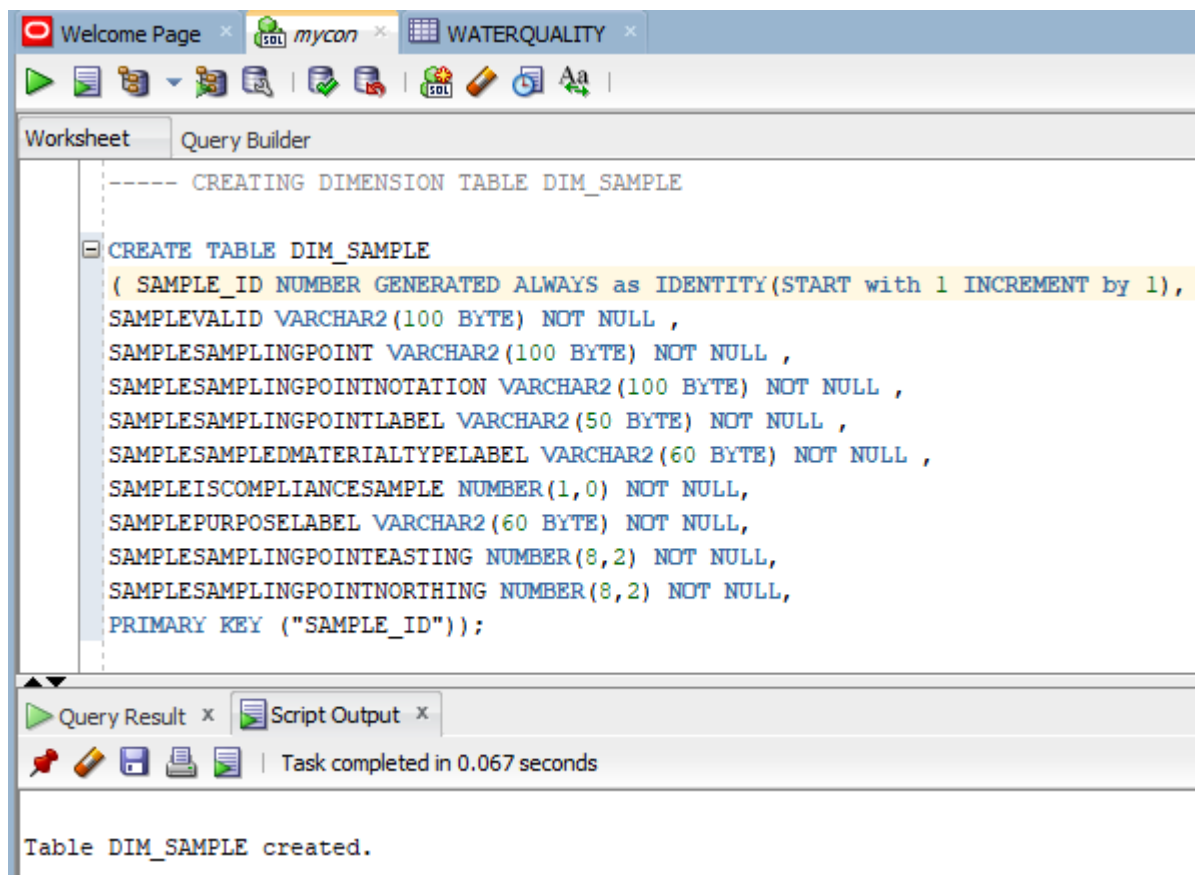 Welcome Page mycon WATERQUALITY
Worksheet Query Builder
----- CREATING DIMENSION TABLE DIM_SAMPLE
CREATE TABLE DIM_SAMPLE
( SAMPLE_ID NUMBER GENERATED ALWAYS as IDENTITY(START with 1 INCREMENT by 1),
SAMPLEVALID VARCHAR2(100 BYTE) NOT NULL ,
SAMPLESAMPLINGPOINT VARCHAR2(100 BYTE) NOT NULL ,
SAMPLESAMPLINGPOINTNOTATION VARCHAR2(100 BYTE) NOT NULL ,
SAMPLESAMPLINGPOINTLABEL VARCHAR2(50 BYTE) NOT NULL ,
SAMPLESAMPLEDMATERIALTYPELABEL VARCHAR2(60 BYTE) NOT NULL ,
SAMPLEISCOMPLIANCESAMPLE NUMBER(1,0) NOT NULL,
SAMPLEPURPOSELABEL VARCHAR2(60 BYTE) NOT NULL,
SAMPLESAMPLINGPOINTEASTING NUMBER(8,2) NOT NULL,
SAMPLESAMPLINGPOINTNORTHING NUMBER(8,2) NOT NULL,
PRIMARY KEY ("SAMPLE_ID"));
Query Result x Script Output x
Task completed in 0.067 seconds
Table DIM_SAMPLE created.